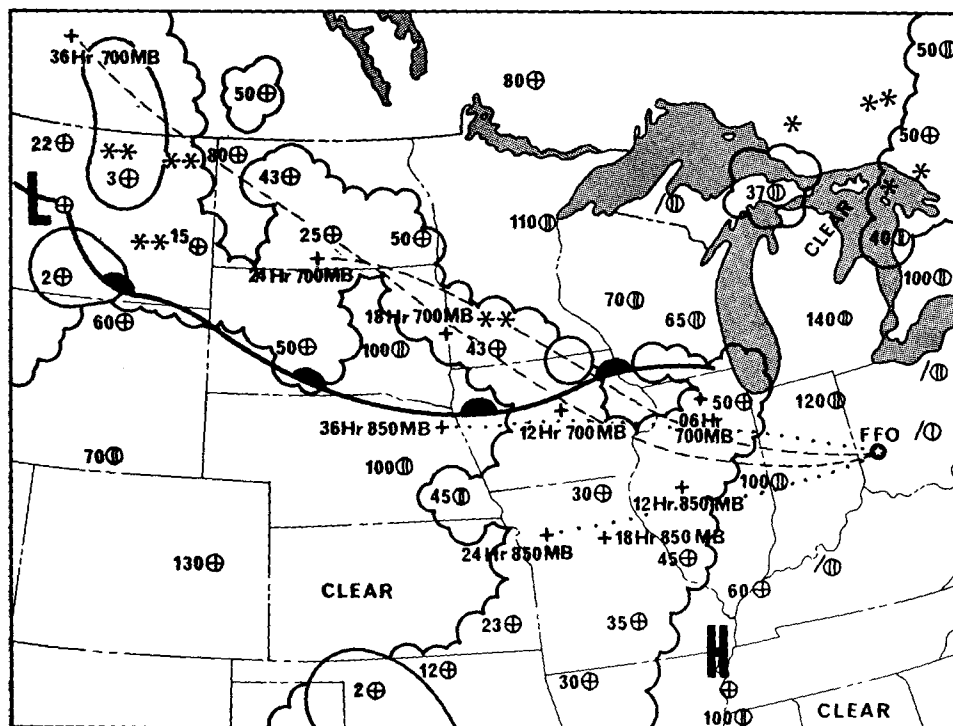 36Hr 700MB
50
80
50
22
**
**
80
43
3
*
**
50
*
37
*
L
**
15
25
50
110
CLEAR
40
2
24Hr 700MB
100
60
18Hr 700MB
**
70
65
140
50
100
43
50
120
36Hr 850MB
12Hr 700MB
06Hr
700MB
FFO
70
100
45
30
100
12Hr.850MB
24Hr 850MB
18Hr 850MB
130
45
CLEAR
60
23
35
H
12
2
30
100
CLEAR